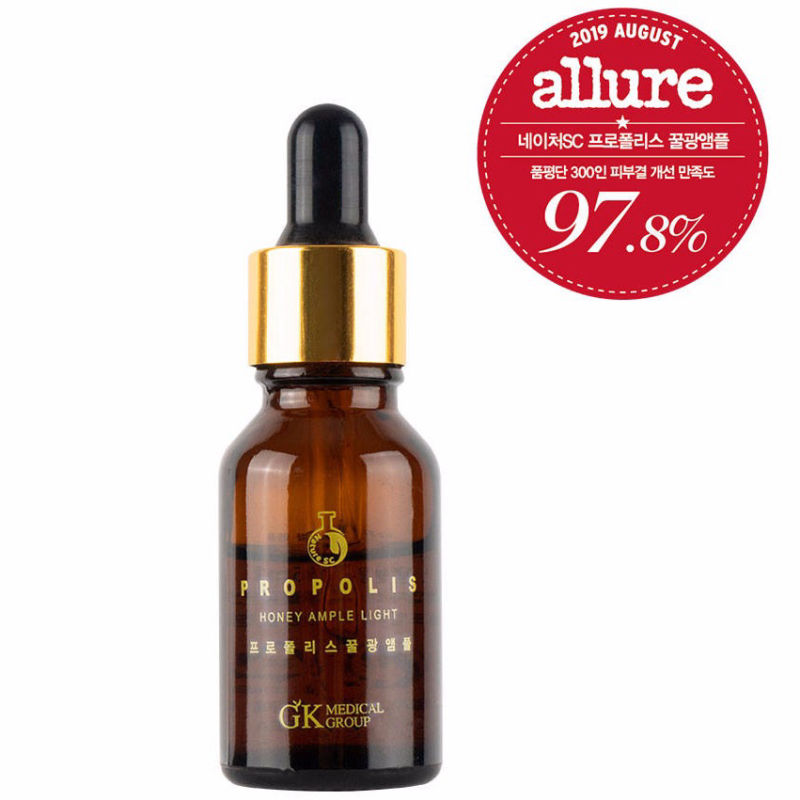 2019 AUGUST
allure
네이처SC 프로폴리스 꿀광앰플
품평단 300인 피부결 개선 만족도
97.8%
Nature SC
PROPOLIS
HONEY AMPLE LIGHT
프로폴리스꿀광앰플
GK MEDICAL
GROUP